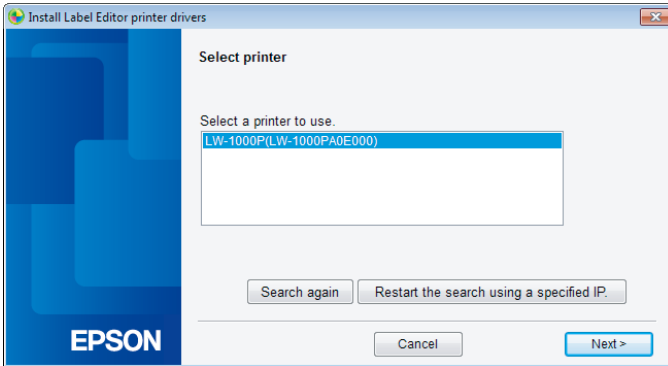 Install Label Editor printer drivers
Select printer
Select a printer to use.
LW-1000P(LW-1000PA0E000)
Search again
Restart the search using a specified IP.
EPSON
Cancel
Next >